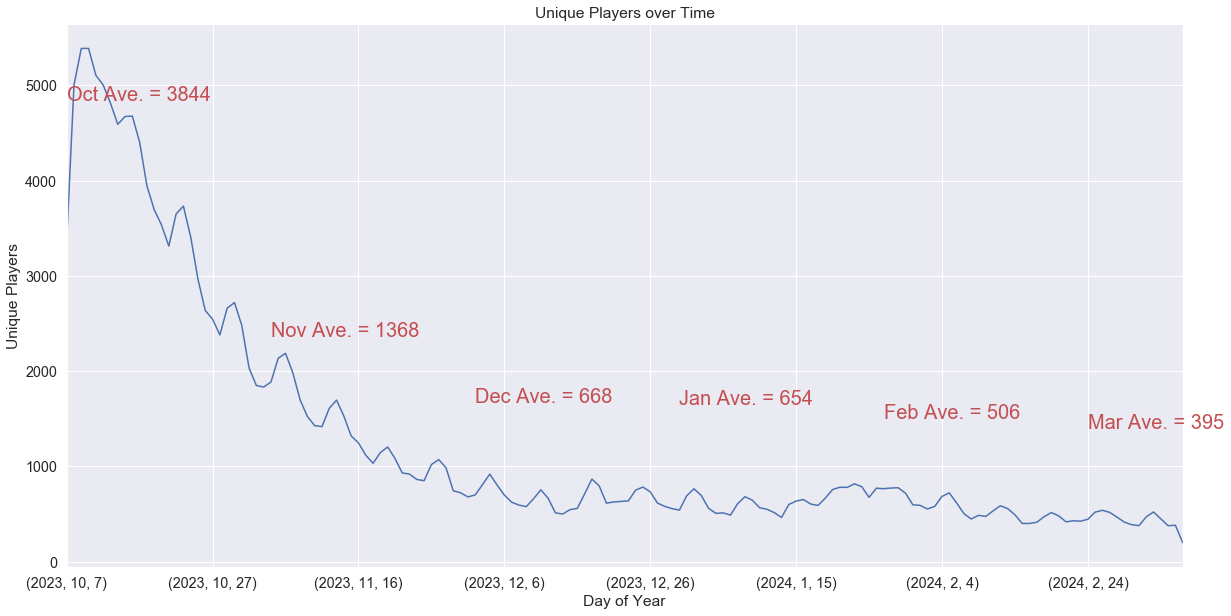 Unique Players over Time
Unique Players
5000
4000
3000
2000
1000
0
Oct Ave. = 3844
Nov Ave. = 1368
Dec Ave. = 668
Jan Ave. = 654
Feb Ave. = 506
Mar Ave. = 395
(2023, 10, 7)
(2023, 10, 27)
(2023, 11, 16)
(2023, 12, 6)
(2023, 12, 26)
(2024, 1, 15)
(2024, 2, 4)
(2024, 2, 24)
Day of Year